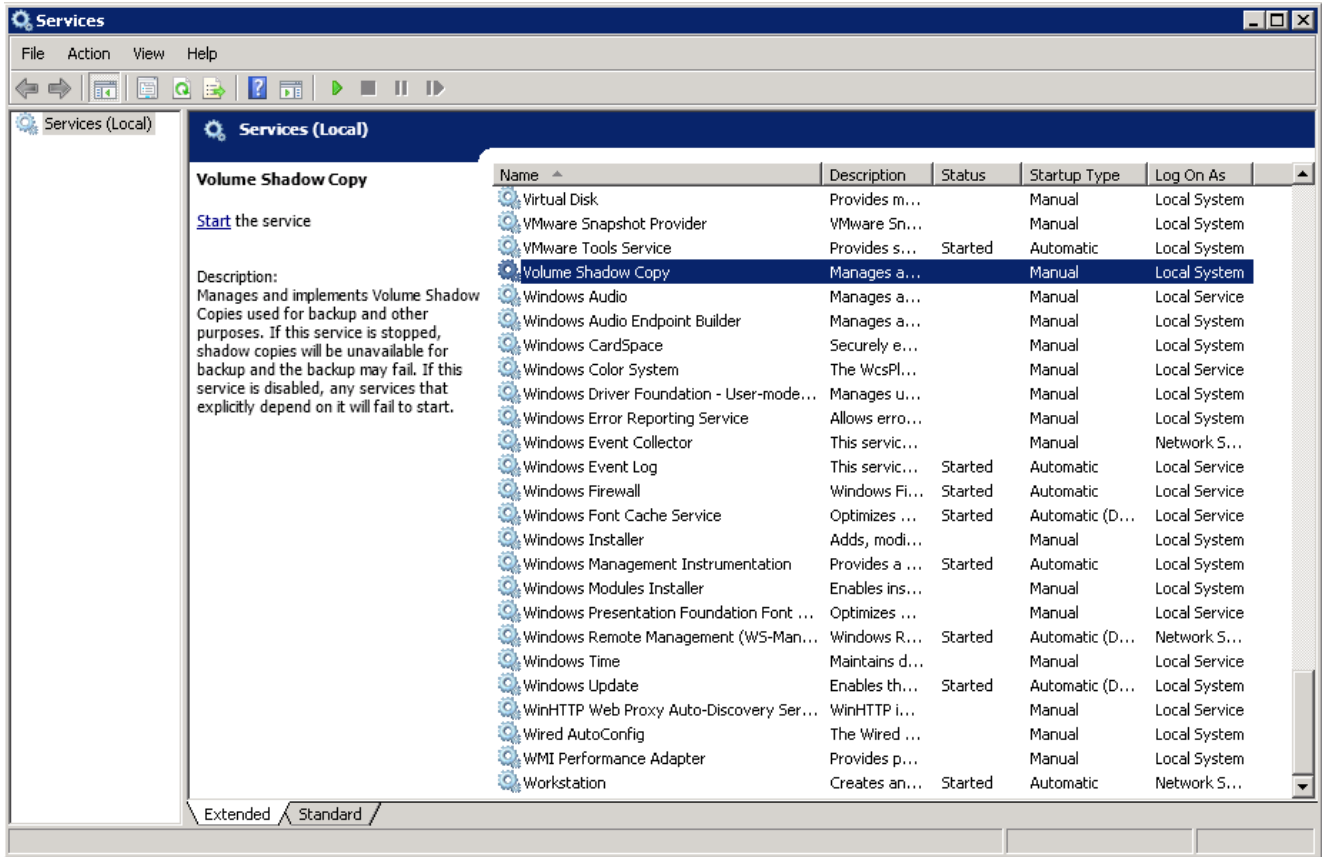 Services
File Action View Help
Services (Local)
Services (Local)
Volume Shadow Copy
Start the service
Description:
Manages and implements Volume Shadow
Copies used for backup and other
purposes. If this service is stopped,
shadow copies will be unavailable for
backup and the backup may fail. If this
service is disabled, any services that
explicitly depend on it will fail to start.
Name Description Status Startup Type Log On As
Virtual Disk Provides m... Manual Local System
VMware Snapshot Provider VMware Sn... Manual Local System
VMware Tools Service Provides s... Started Automatic Local System
Volume Shadow Copy Manages a... Manual Local System
Windows Audio Manages a... Manual Local Service
Windows Audio Endpoint Builder Manages a... Manual Local System
Windows CardSpace Securely e... Manual Local System
Windows Color System The WcsPl... Manual Local Service
Windows Driver Foundation - User-mode... Manages u... Manual Local System
Windows Error Reporting Service Allows erro... Manual Local System
Windows Event Collector This servic... Manual Network S...
Windows Event Log This servic... Started Automatic Local Service
Windows Firewall Windows Fi... Started Automatic Local Service
Windows Font Cache Service Optimizes ... Started Automatic (D... Local Service
Windows Installer Adds, modi... Manual Local System
Windows Management Instrumentation Provides a ... Started Automatic Local System
Windows Modules Installer Enables ins... Manual Local System
Windows Presentation Foundation Font ... Optimizes ... Manual Local Service
Windows Remote Management (WS-Man... Windows R... Started Automatic (D... Network S...
Windows Time Maintains d... Manual Local Service
Windows Update Enables th... Started Automatic (D... Local System
WinHTTP Web Proxy Auto-Discovery Ser... WinHTTP i... Manual Local Service
Wired AutoConfig The Wired ... Manual Local System
WMI Performance Adapter Provides p... Manual Local System
Workstation Creates an... Started Automatic Network S...
Extended Standard